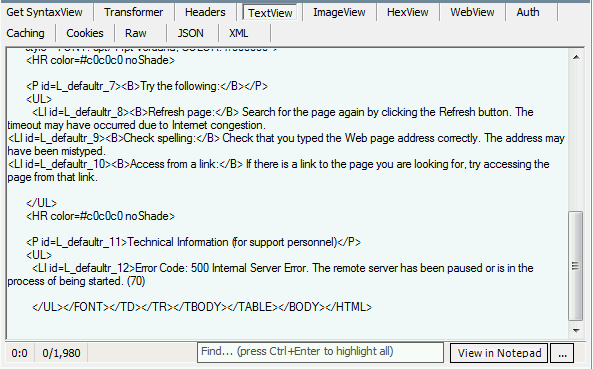 Get SyntaxView Transformer Headers TextView ImageView HexView WebView Auth
Caching Cookies Raw JSON XML
<HR color=#c0c0c0 noShade>
<P id=L_defaultr_7><B>Try the following:</B></P>
<UL>
<LI id=L_defaultr_8><B>Refresh page:</B> Search for the page again by clicking the Refresh button. The
timeout may have occurred due to Internet congestion.
<LI id=L_defaultr_9><B>Check spelling:</B> Check that you typed the Web page address correctly. The address may
have been mistyped.
<LI id=L_defaultr_10><B>Access from a link:</B> If there is a link to the page you are looking for, try accessing the
page from that link.
</UL>
<HR color=#c0c0c0 noShade>
<P id=L_defaultr_11>Technical Information (for support personnel)</P>
<UL>
<LI id=L_defaultr_12>Error Code: 500 Internal Server Error. The remote server has been paused or is in the
process of being started. (70)
</UL></FONT></TD></TR></TBODY></TABLE></BODY></HTML>
0:0 0/1,980 Find... (press Ctrl+Enter to highlight all) View in Notepad ...